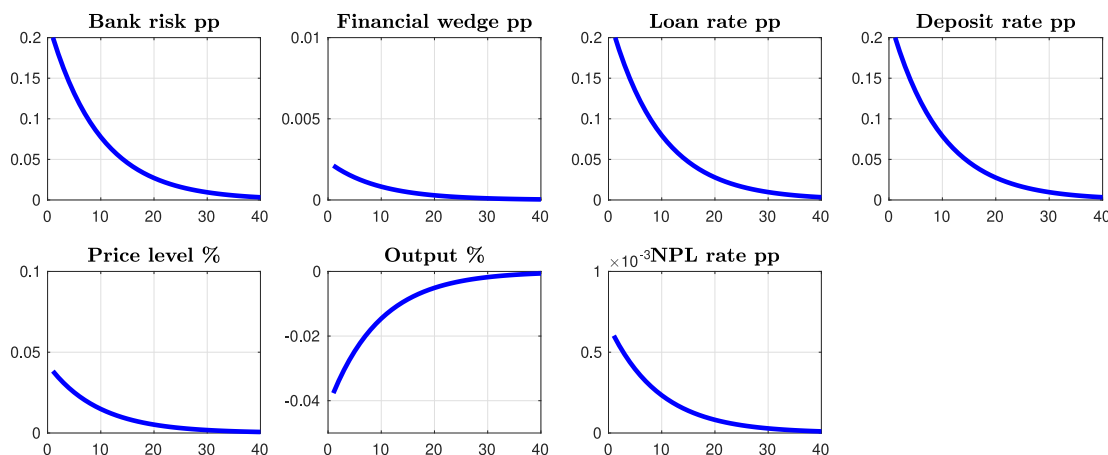 Bank risk pp
0.2
0.15
0.1
0.05
0
0 10 20 30 40
Financial wedge pp
0.01
0.005
0
0 10 20 30 40
Loan rate pp
0.2
0.15
0.1
0.05
0
0 10 20 30 40
Deposit rate pp
0.2
0.15
0.1
0.05
0
0 10 20 30 40
Price level %
0.1
0.05
0
0 10 20 30 40
Output %
0
-0.02
-0.04
0 10 20 30 40
×10⁻³ NPL rate pp
1
0.5
0
0 10 20 30 40